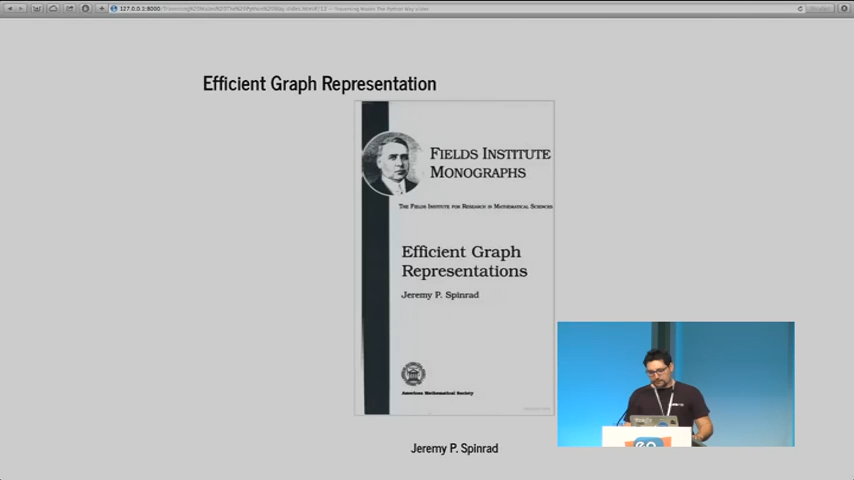 Efficient Graph Representation
FIELDS INSTITUTE
MONOGRAPHS
THE FIELDS INSTITUTE FOR RESEARCH IN MATHEMATICAL SCIENCES
Efficient Graph
Representations
Jeremy P. Spinrad
American Mathematical Society
Jeremy P. Spinrad